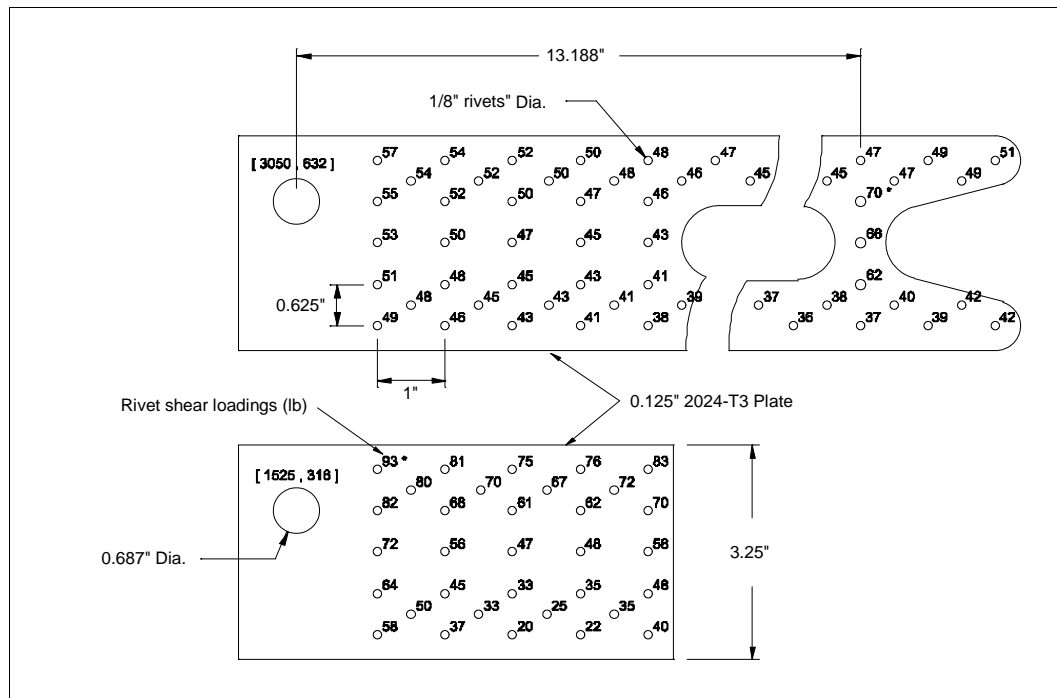 13.188"
1/8" rivets" Dia.
[ 3050 , 632 ]
57 54 52 50 48 47 47 49 51
54 52 50 48 46 45 45 47 49
55 52 50 47 46 70 *
53 50 47 45 43 66
51 48 45 43 41 62
0.625"
48 45 43 41 39 37 38 40 42
49 46 43 41 38 36 37 39 42
1"
Rivet shear loadings (lb)
0.125" 2024-T3 Plate
[ 1525 , 316 ]
93 * 81 75 76 83
80 70 67 72
82 68 61 62 70
0.687" Dia.
72 56 47 48 58
3.25"
64 45 33 35 48
50 33 25 35
58 37 20 22 40